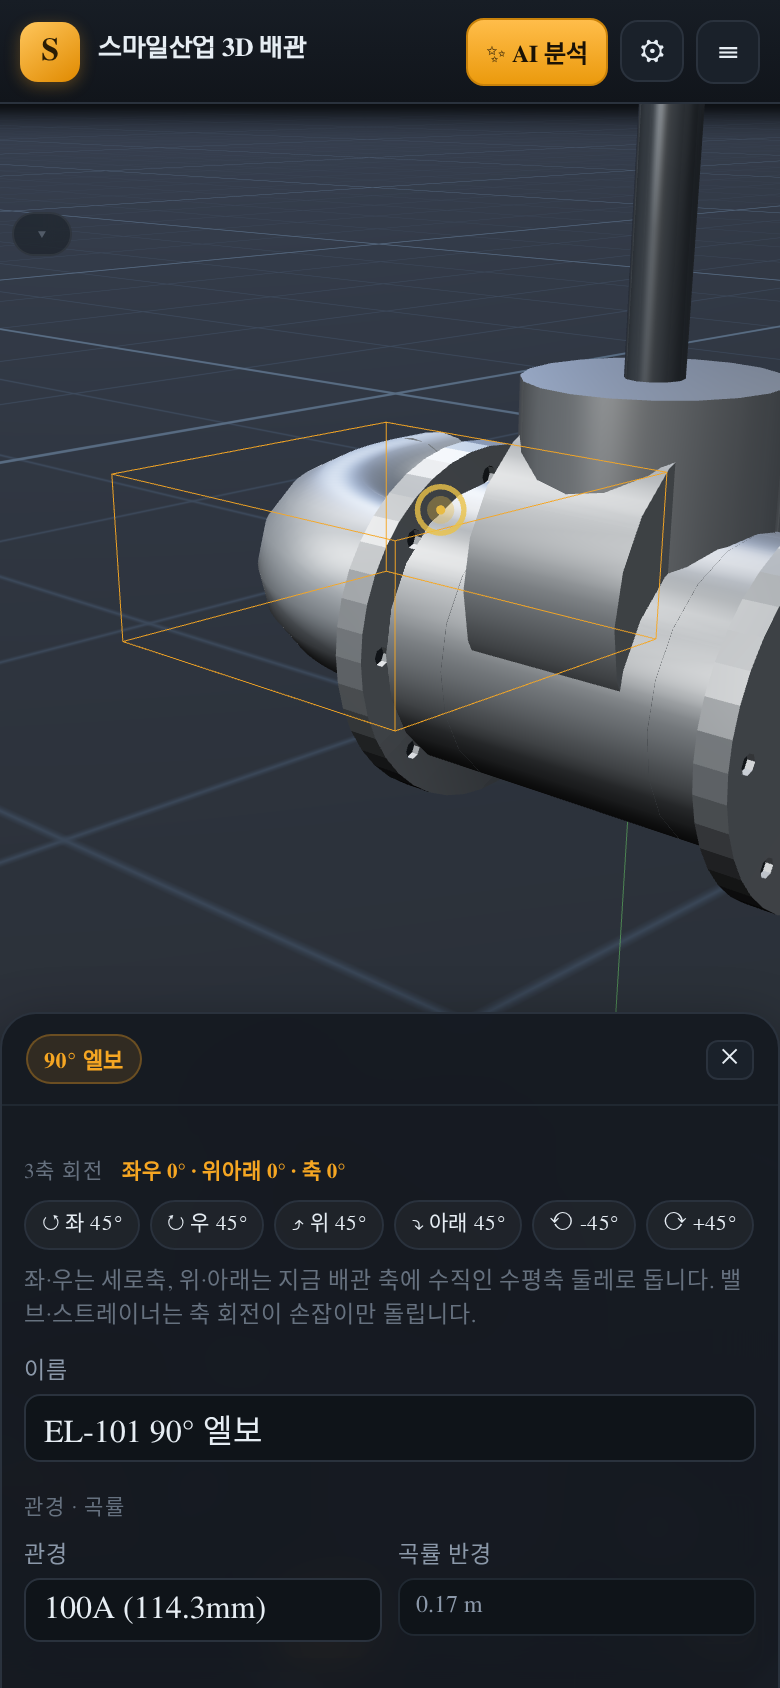 S 스마일산업 3D 배관 AI 분석
90° 엘보
3축 회전 좌우 0° · 위아래 0° · 축 0°
좌 45° 우 45° 위 45° 아래 45° -45° +45°
좌·우는 세로축, 위·아래는 지금 배관 축에 수직인 수평축 둘레로 돕니다. 밸
브·스트레이너는 축 회전이 손잡이만 돌립니다.
이름
EL-101 90° 엘보
관경 · 곡률
관경 곡률 반경
100A (114.3mm) 0.17 m